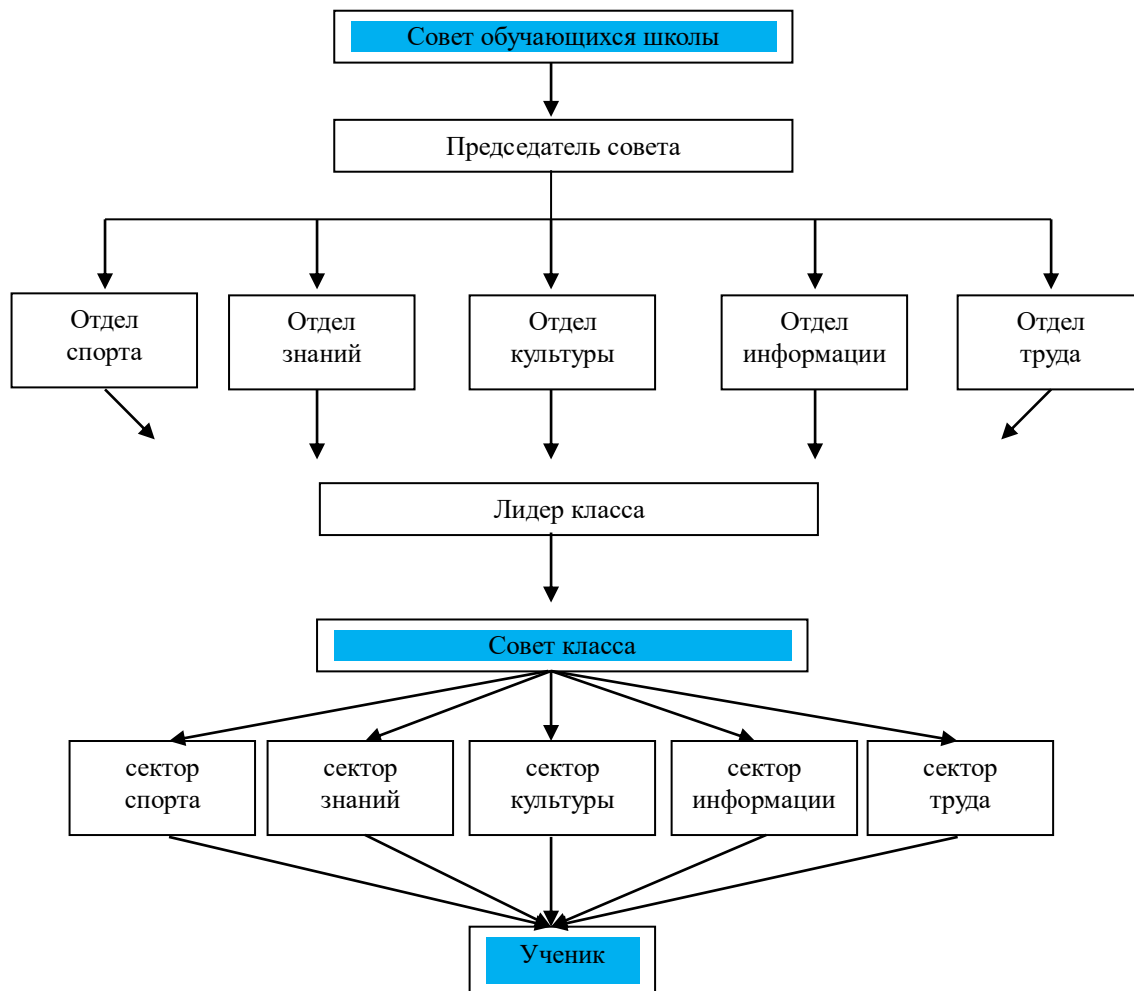 Совет обучающихся школы
Председатель совета
Отдел
спорта
Отдел
знаний
Отдел
культуры
Отдел
информации
Отдел
труда
Лидер класса
Совет класса
сектор
спорта
сектор
знаний
сектор
культуры
сектор
информации
сектор
труда
Ученик